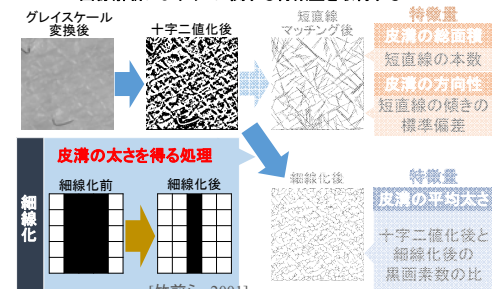 グレイスケール
変換後
十字二値化後
短直線
マッチング後
特徴量
皮溝の総面積
短直線の本数
皮溝の方向性
短直線の傾きの
標準偏差
細線化
皮溝の太さを得る処理
細線化前
細線化後
細線化後
特徴量
皮溝の平均太さ
十字二値化後と
細線化後の
黒画素数の比